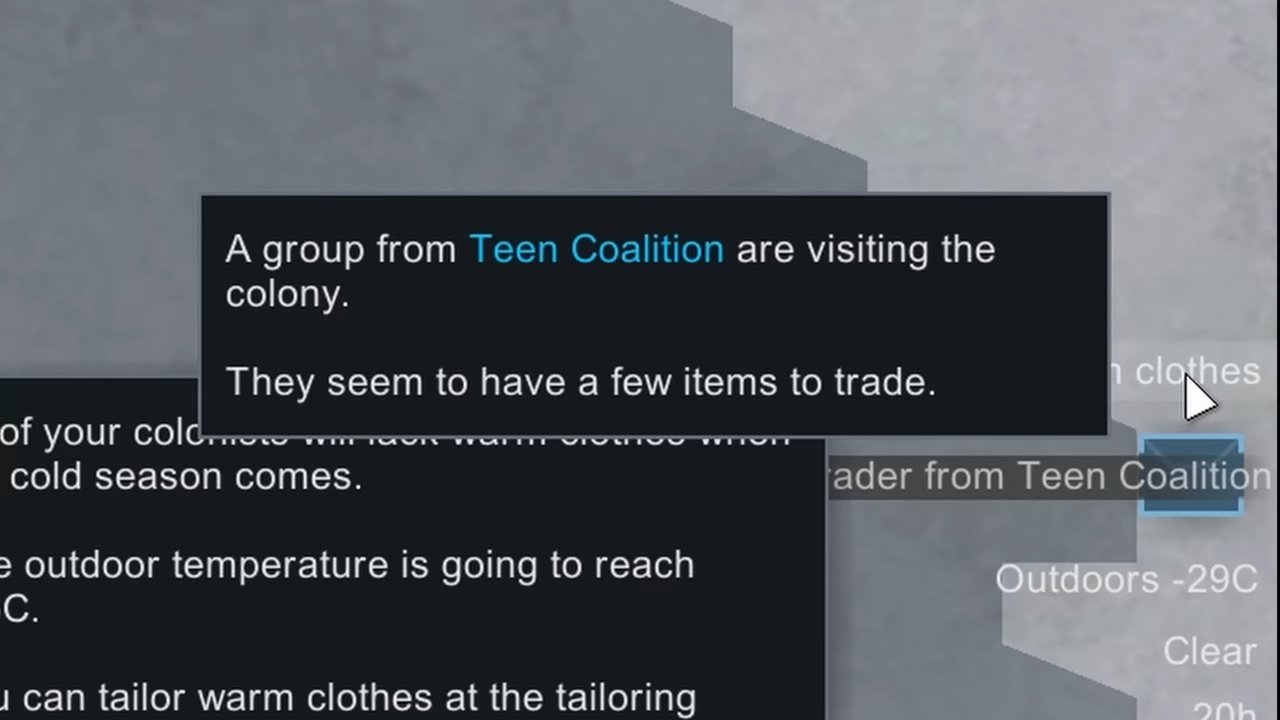 A group from Teen Coalition are visiting the
colony.
They seem to have a few items to trade.
clothes
of your colonists will lack warm clothes when
cold season comes.
from Teen Coalition
outdoor temperature is going to reach
C.
Outdoors -29C
Clear
can tailor warm clothes at the tailoring
20h